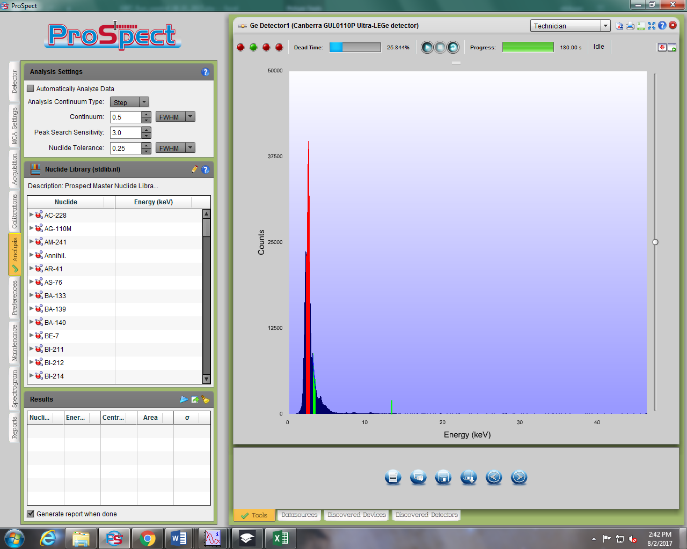 ProSpect
ProSpect
Ge Detector1 (Canberra GUL0110P Ultra-LEGe detector)
Technician
Dead Time:
25.844%
Progress:
180.00 s
Idle
Detector
MCA Settings
Acquisition
Calibrations
Analysis
Preferences
Maintenance
Spectrogram
Reports
Analysis Settings
Automatically Analyze Data
Analysis Continuum Type:
Step
Continuum:
0.5
FWHM
Peak Search Sensitivity:
3.0
Nuclide Tolerance:
0.25
FWHM
Nuclide Library (stdlib.nl)
Description: Prospect Master Nuclide Libra...
Nuclide
Energy (keV)
AC-228
AG-110M
AM-241
Annihil..
AR-41
AS-76
BA-133
BA-139
BA-140
BE-7
BI-211
BI-212
BI-214
Results
Nucli...
Ener...
Centr...
Area
σ
Generate report when done
50000
37500
25000
12500
0
Counts
0
10
20
30
40
Energy (keV)
Tools
Datasources
Discovered Devices
Discovered Detectors
2:42 PM
8/2/2017